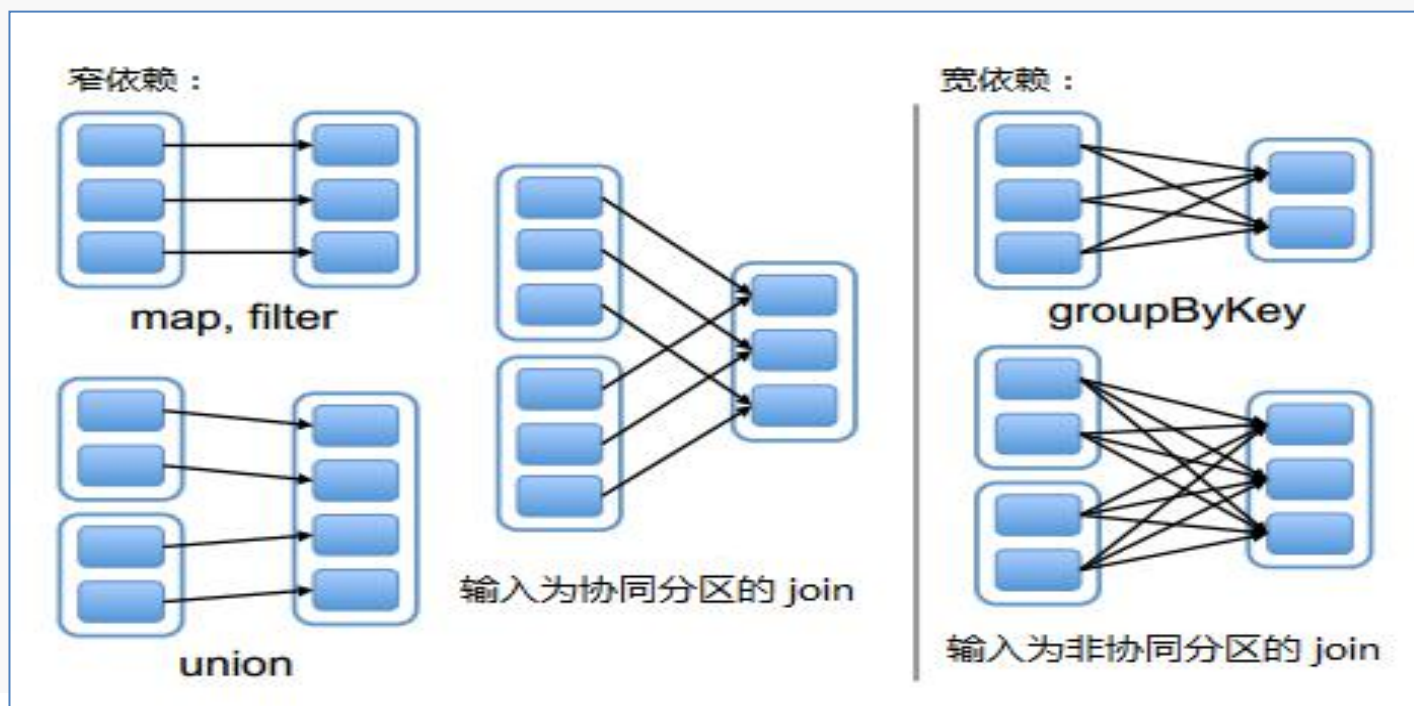 窄依赖：
map, filter
union
输入为协同分区的 join
宽依赖：
groupByKey
输入为非协同分区的 join